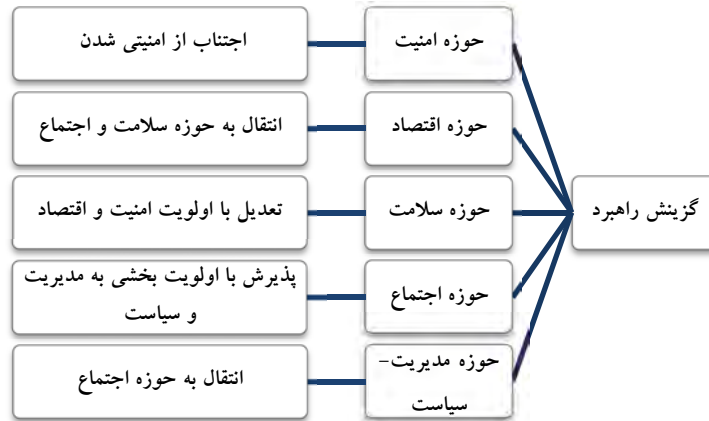 گزینش راهبرد
حوزه امنیت
اجتناب از امنیتی شدن
حوزه اقتصاد
انتقال به حوزه سلامت و اجتماع
حوزه سلامت
تعدیل با اولویت امنیت و اقتصاد
حوزه اجتماع
پذیرش با اولویت بخشی به مدیریت
و سیاست
حوزه مدیریت-
سیاست
انتقال به حوزه اجتماع